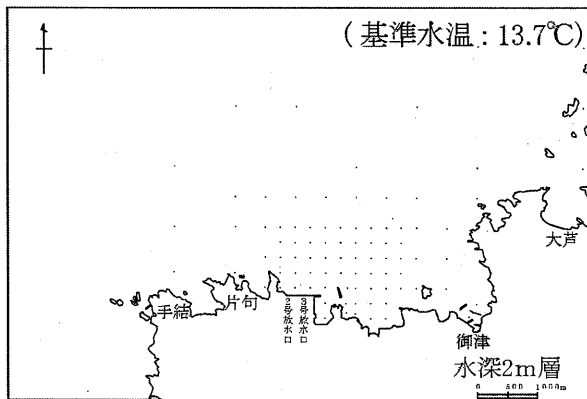 (基準水温：13.7℃)
大芦
手結
片句
2号放水口
3号放水口
御津
水深2m層
0 500 1000m